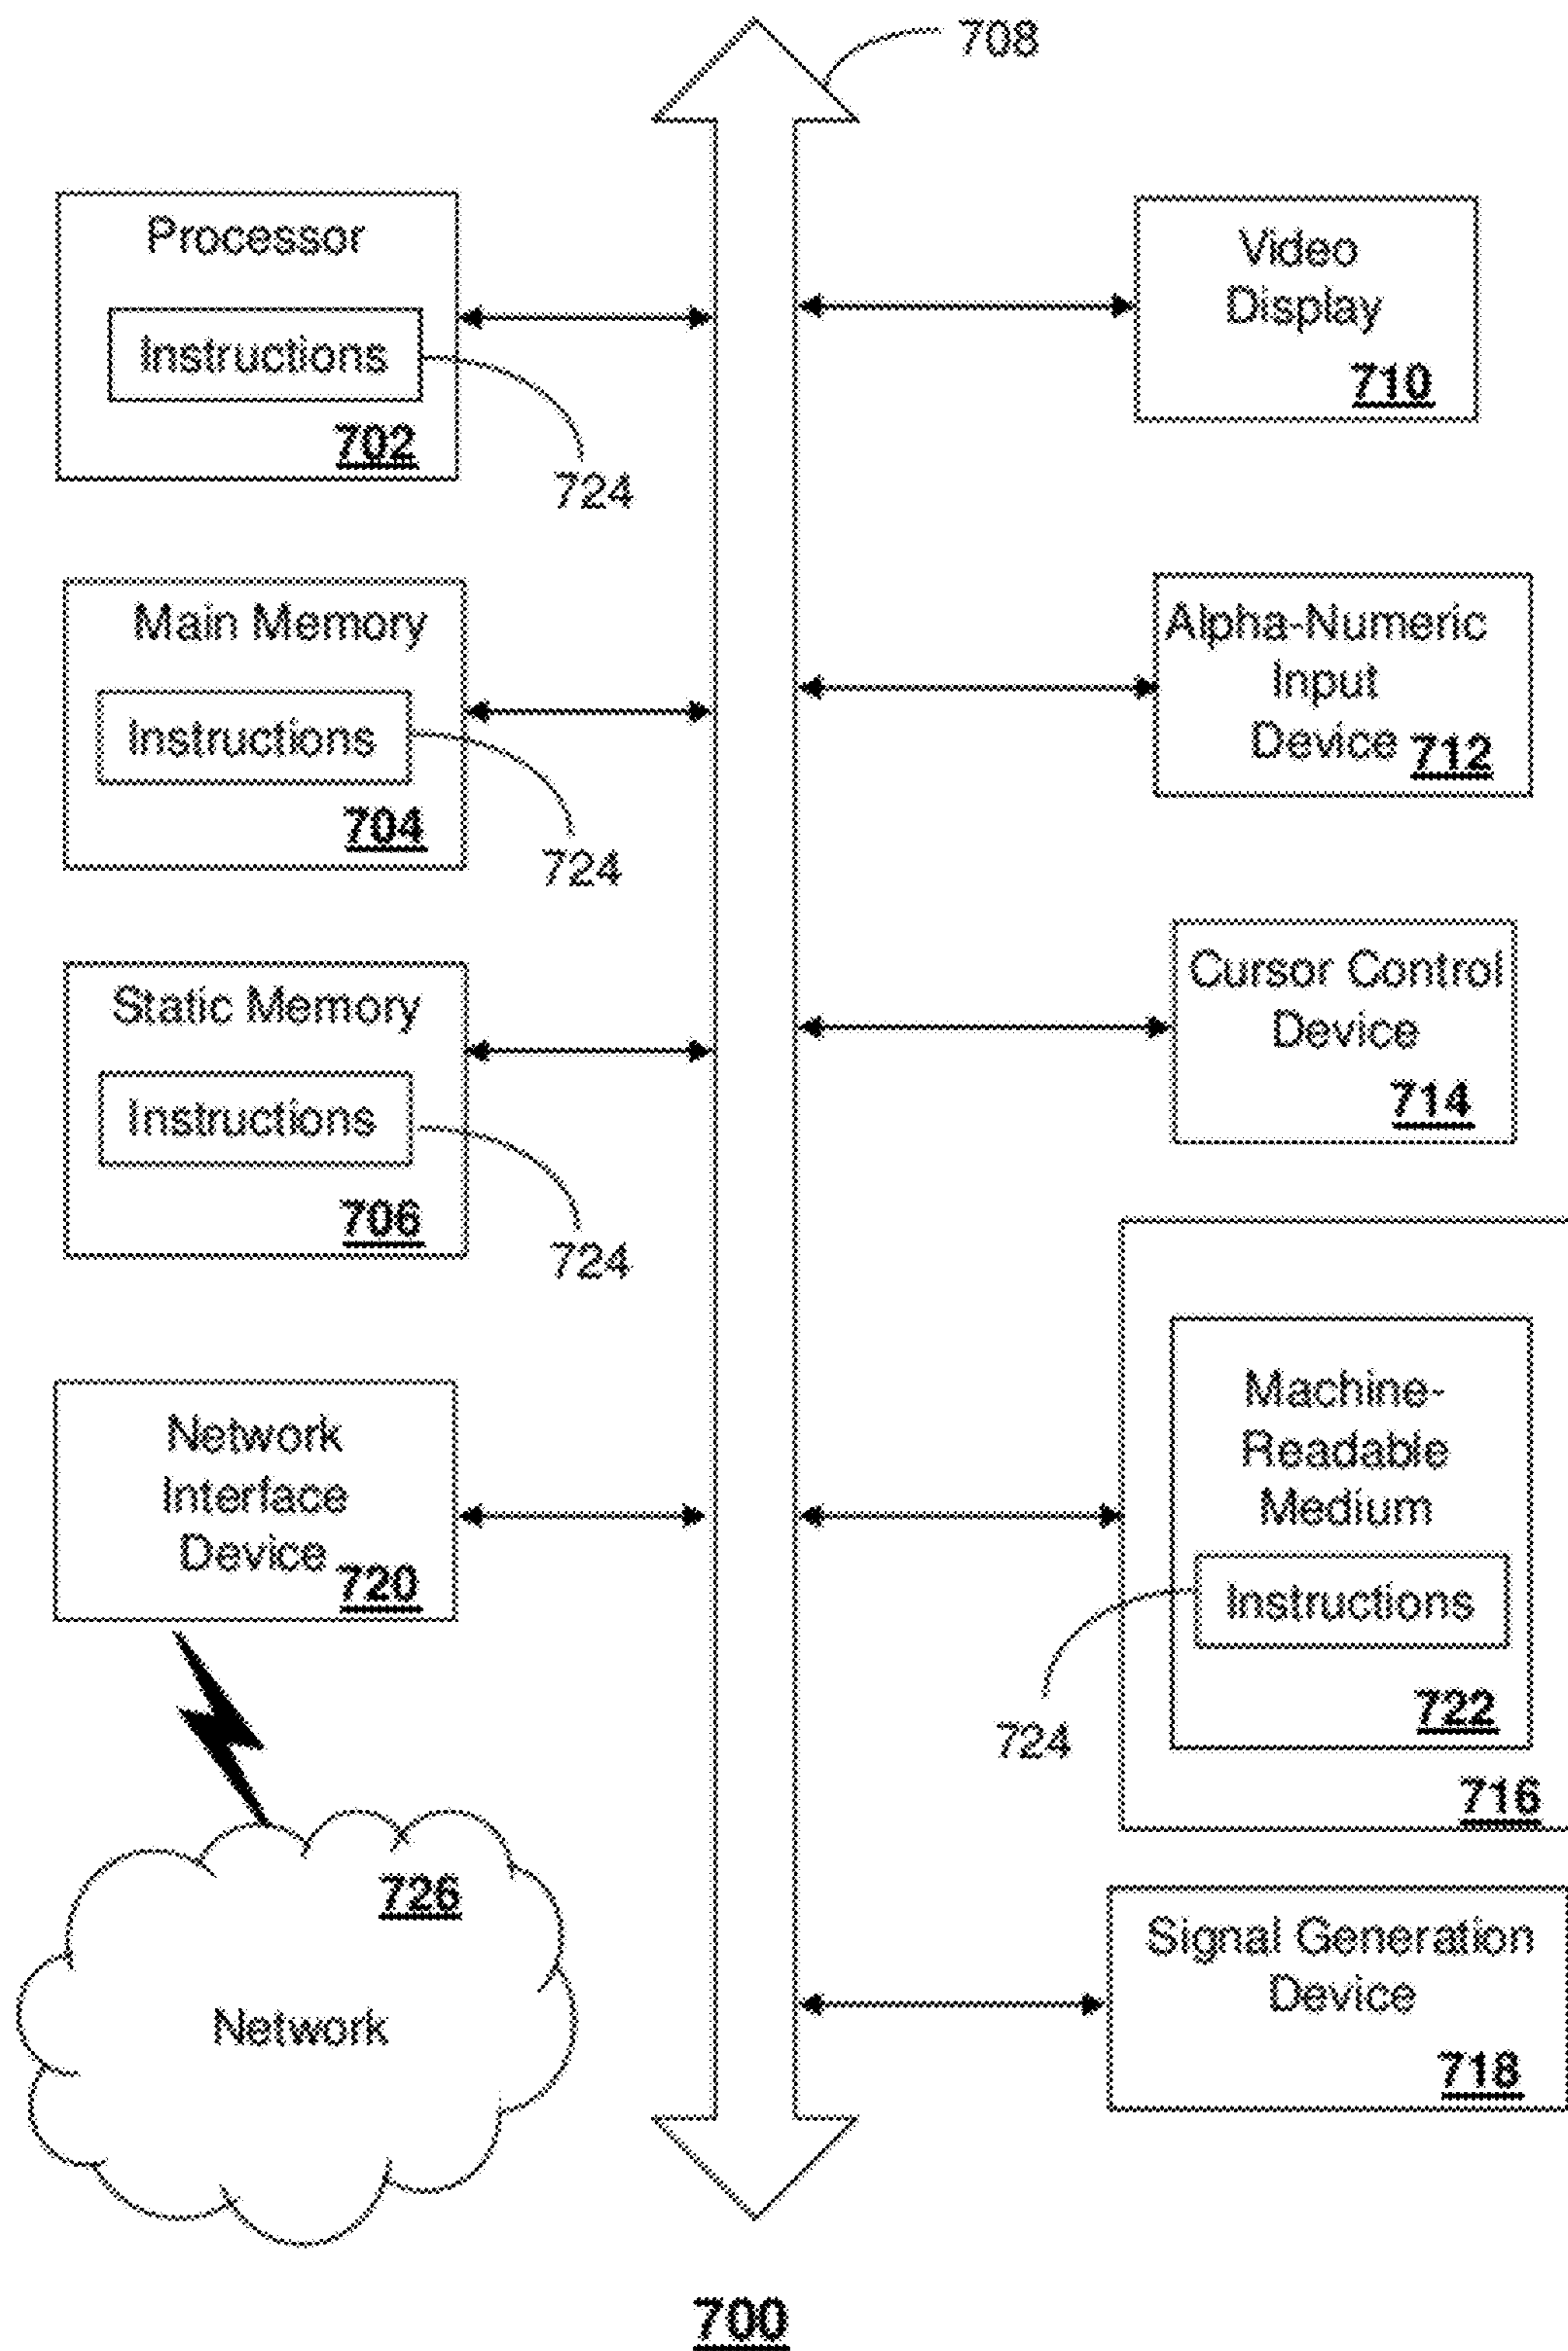 708
Processor
Instructions
702
724
Main Memory
Instructions
704
724
Static Memory
Instructions
706
724
Network
Interface
Device
720
726
Network
Video
Display
710
Alpha-Numeric
Input
Device
712
Cursor Control
Device
714
Machine-
Readable
Medium
Instructions
724
722
716
Signal Generation
Device
718
700